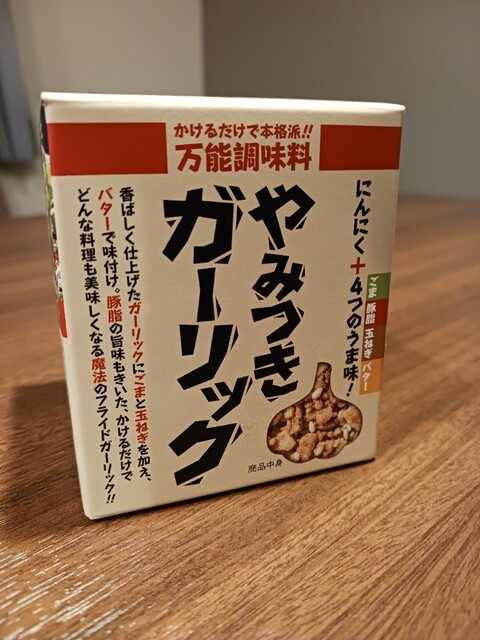 かけるだけで本格派!!
万能調味料
にんにく+4つのうま味!
ごま 豚脂 玉ねぎ バター
やみつき
ガーリック
香ばしく仕上げたガーリックにごまと玉ねぎを加え、
バターで味付け。豚脂の旨味もきいた、かけるだけで
どんな料理も美味しくなる魔法のフライドガーリック!!
商品中身